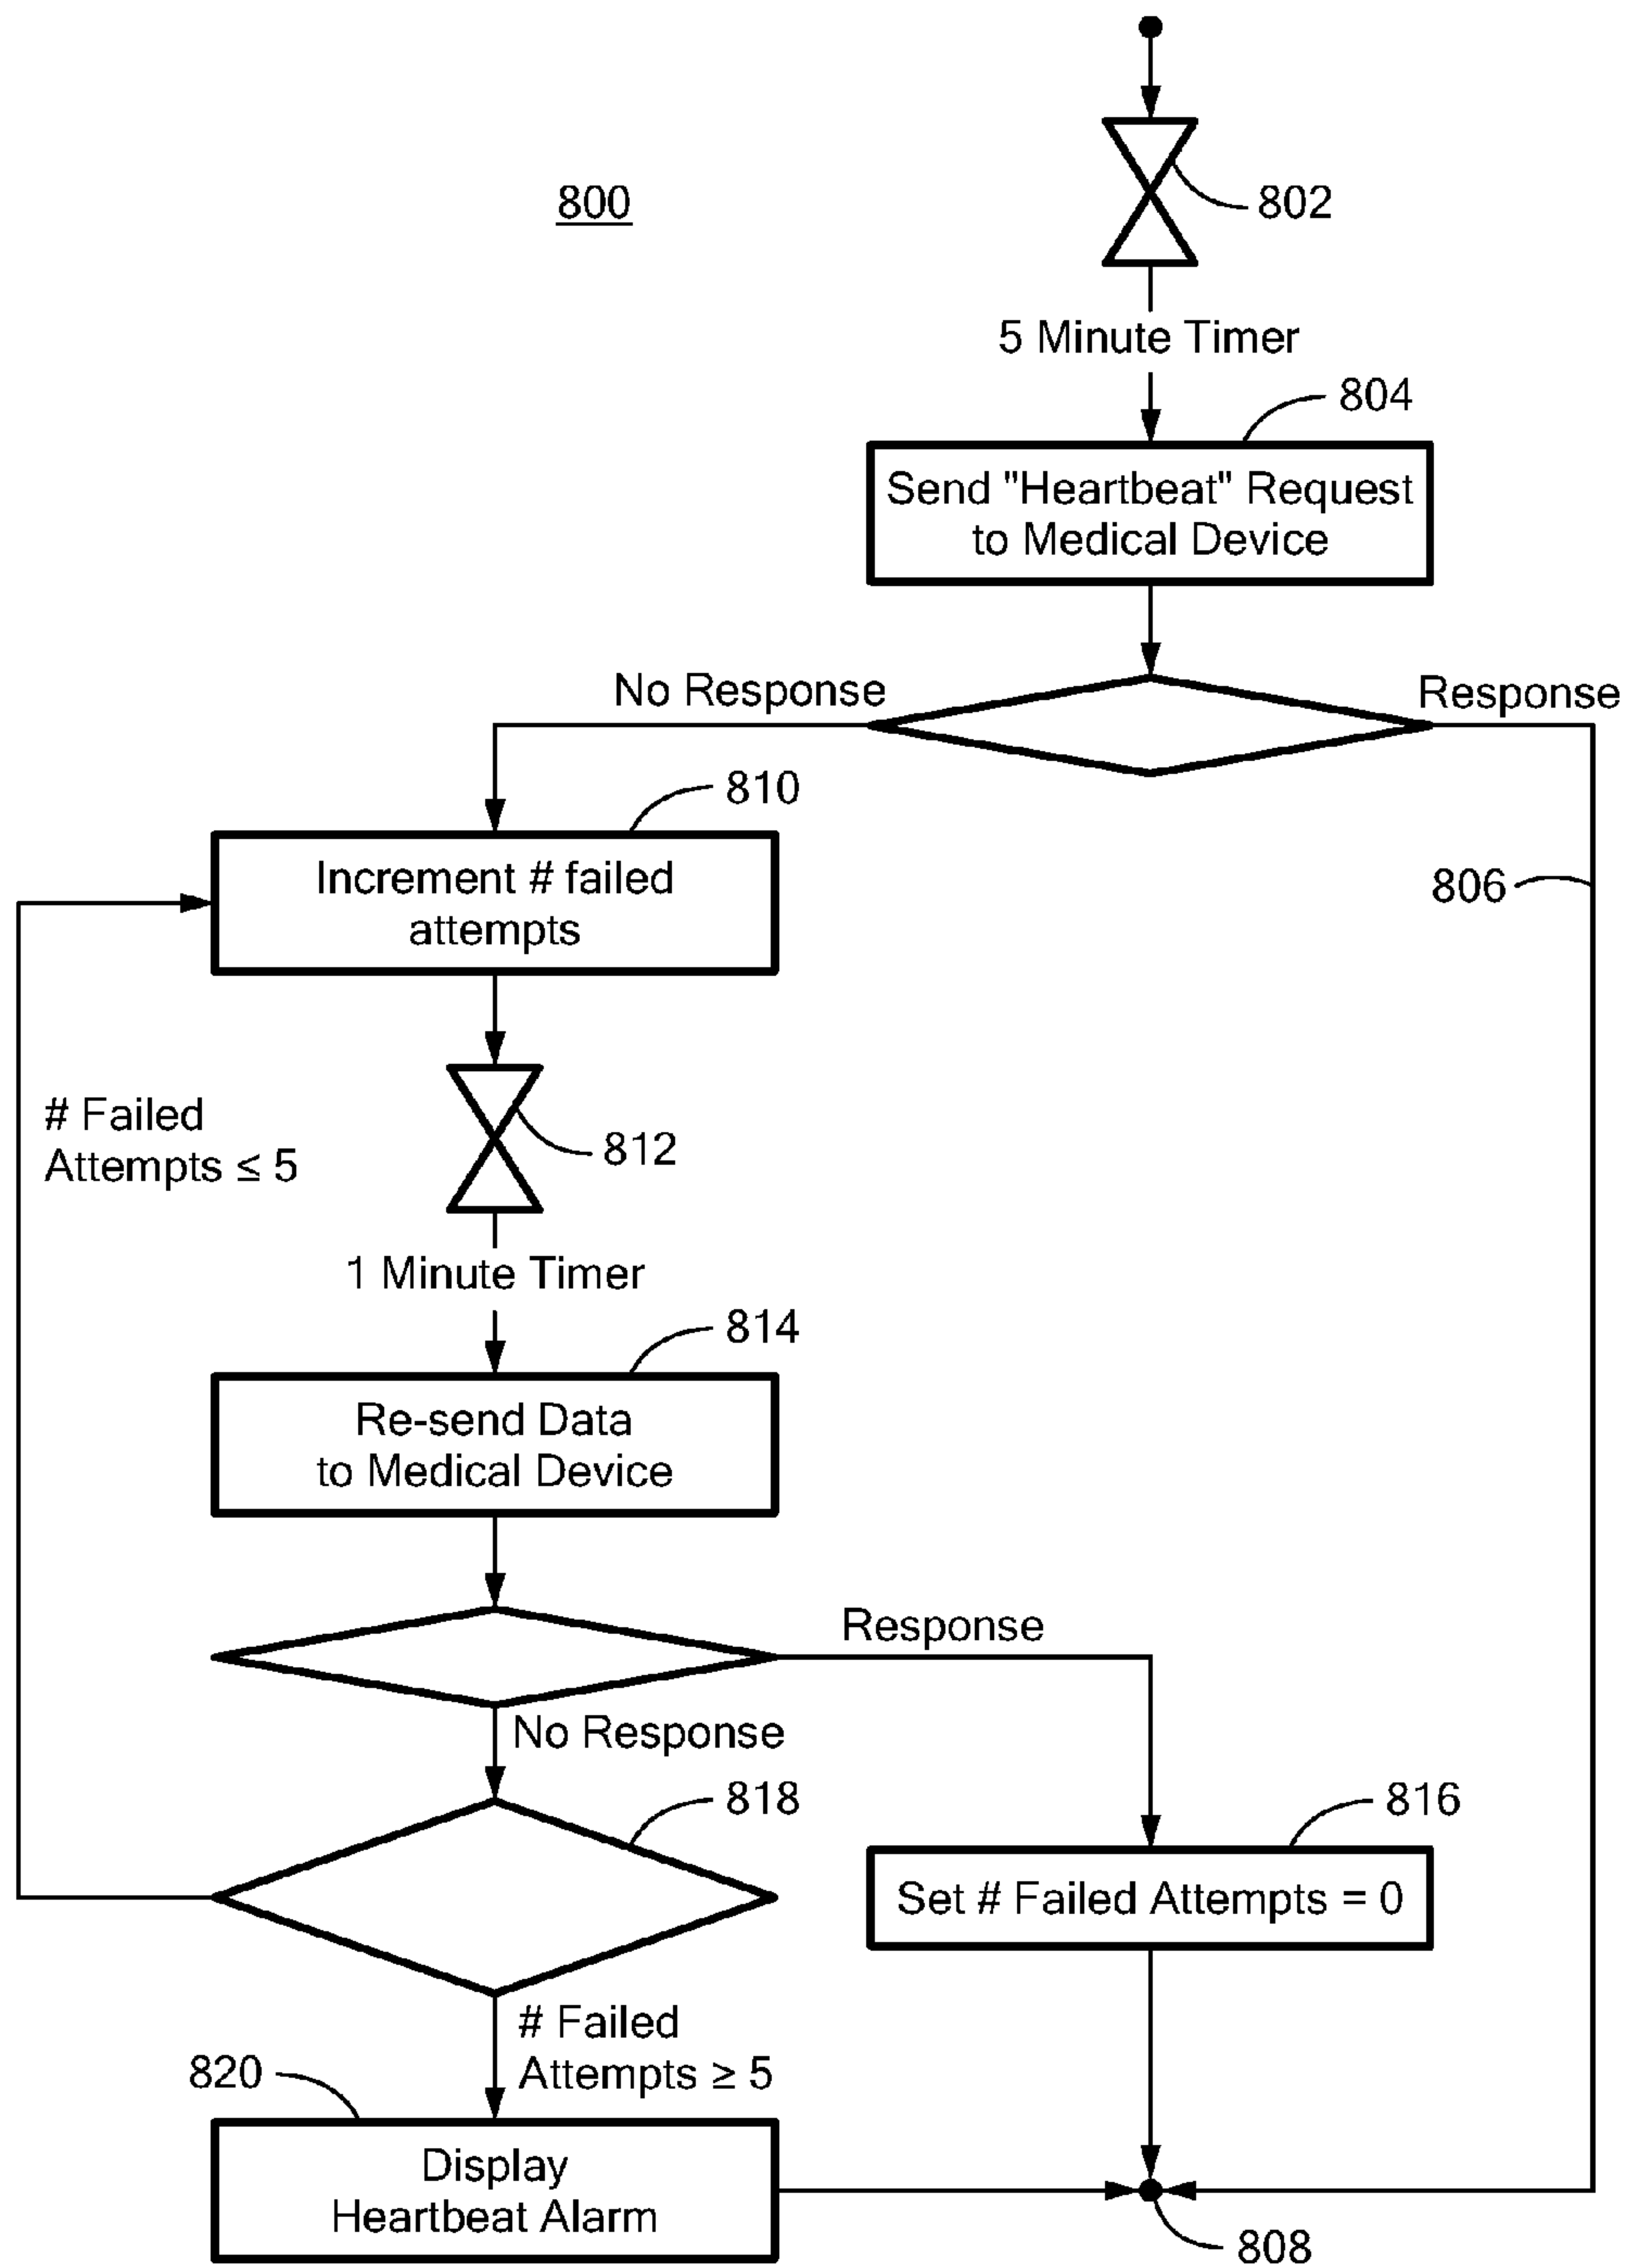 800
802
5 Minute Timer
804
Send "Heartbeat" Request
to Medical Device
No Response
Response
810
Increment # failed
attempts
806
# Failed
Attempts ≤ 5
812
1 Minute Timer
814
Re-send Data
to Medical Device
Response
No Response
818
816
Set # Failed Attempts = 0
# Failed
Attempts ≥ 5
820
Display
Heartbeat Alarm
808